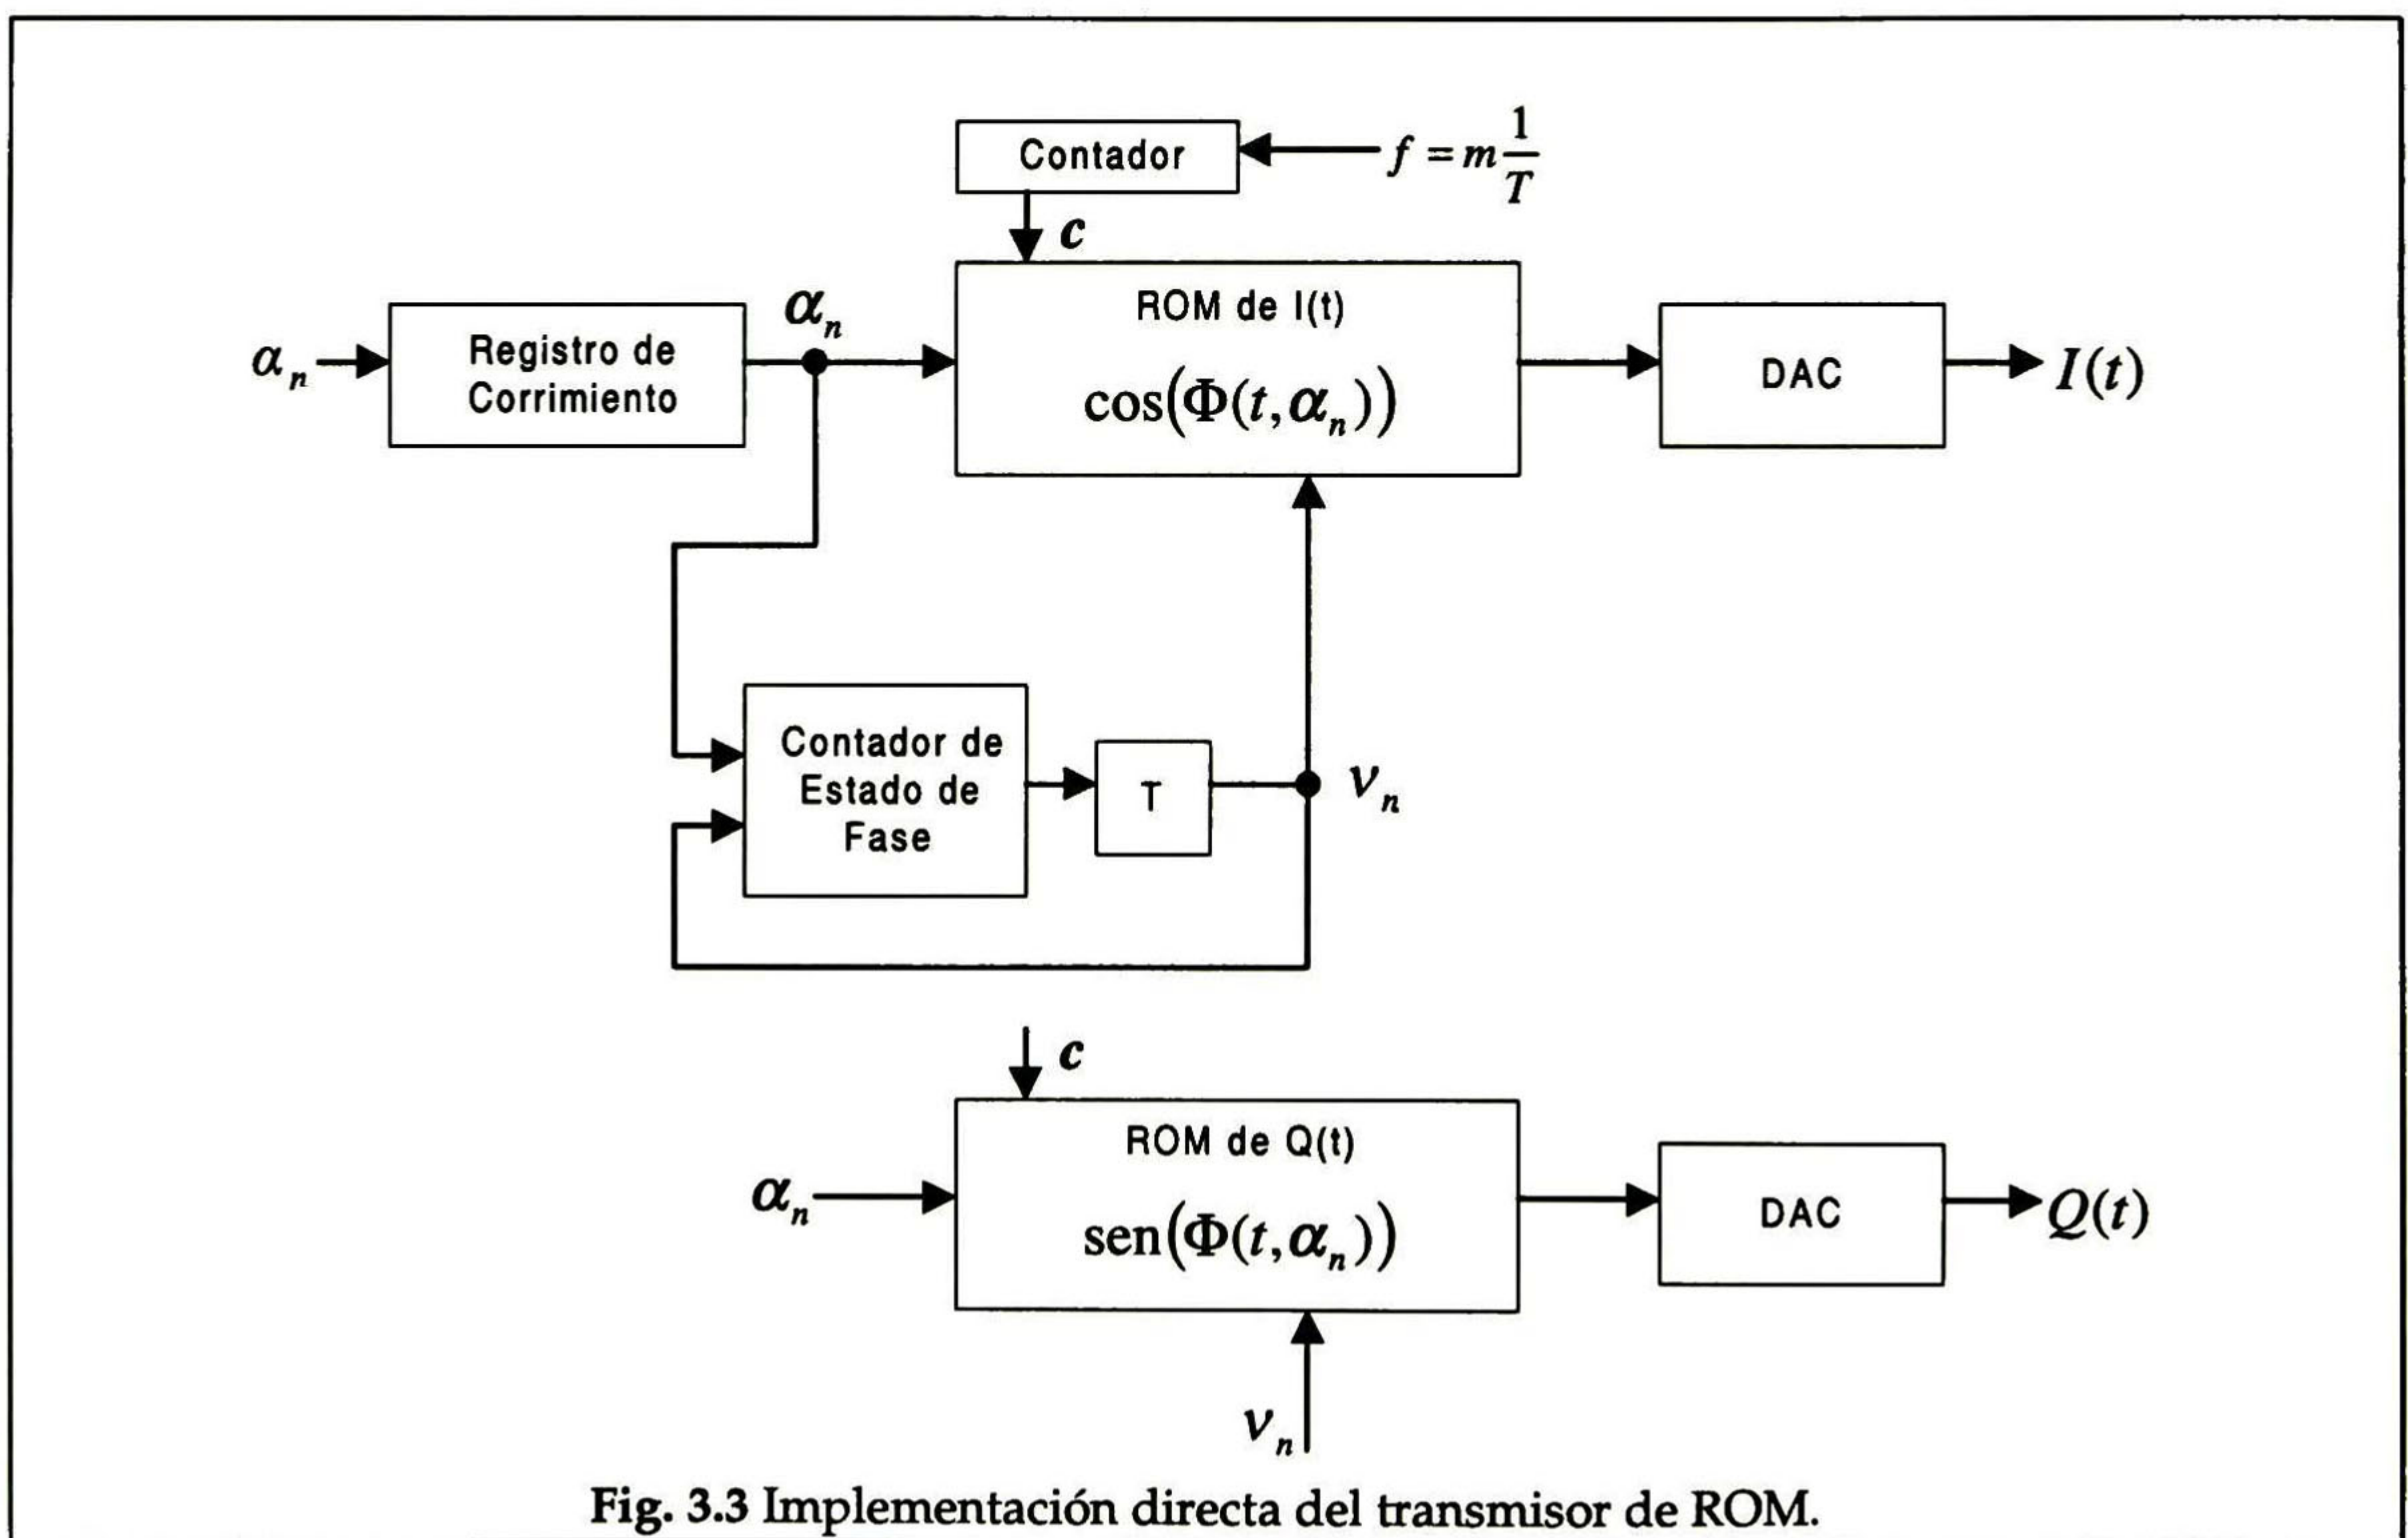 Contador
f = m 1/T
c
α_n
Registro de
Corrimiento
α_n
ROM de I(t)
cos(Φ(t,α_n))
DAC
I(t)
Contador de
Estado de
Fase
T
ν_n
c
α_n
ROM de Q(t)
sen(Φ(t,α_n))
DAC
Q(t)
ν_n
Fig. 3.3 Implementación directa del transmisor de ROM.